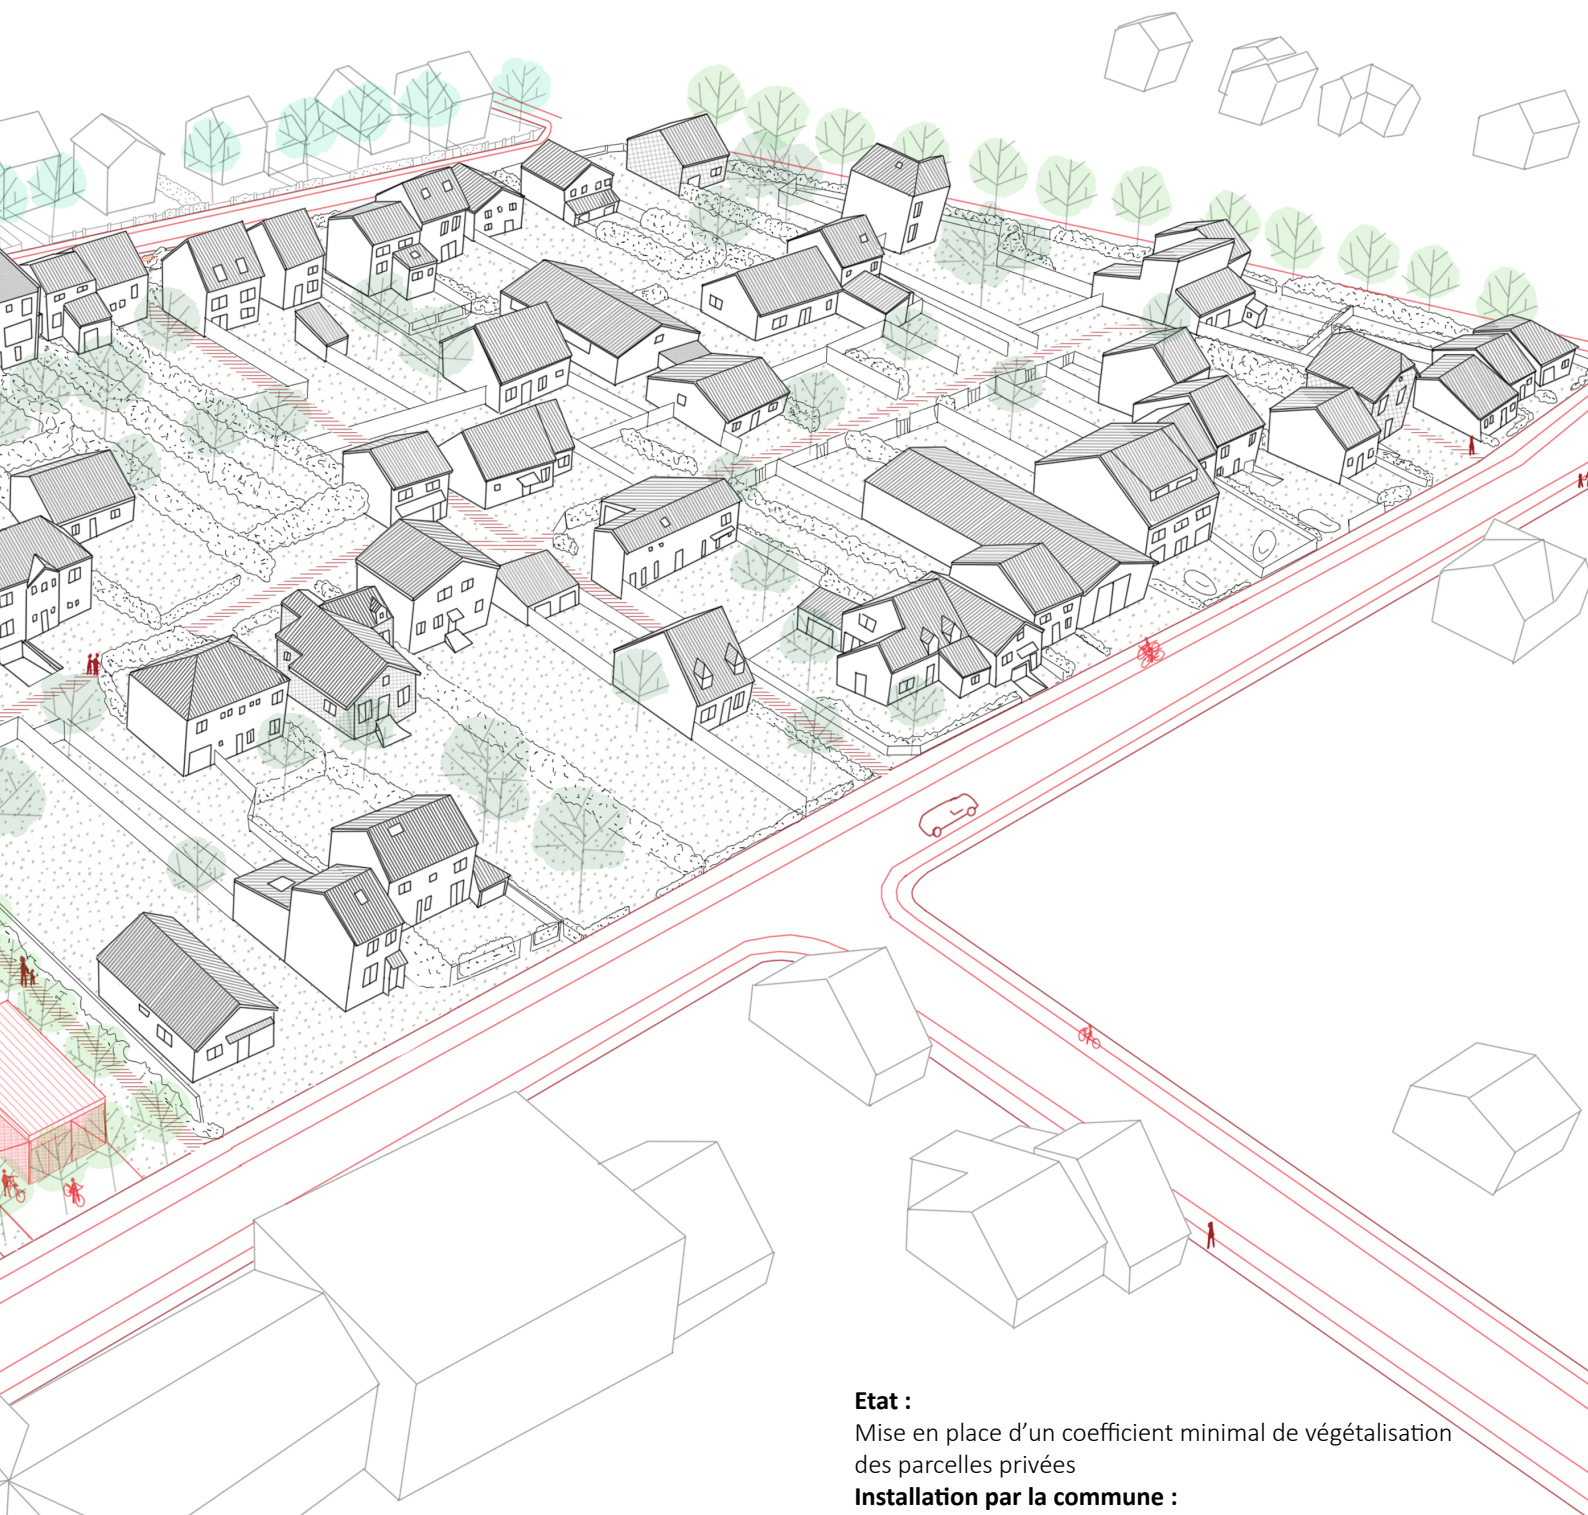 Etat :
Mise en place d’un coefficient minimal de végétalisation
des parcelles privées
Installation par la commune :